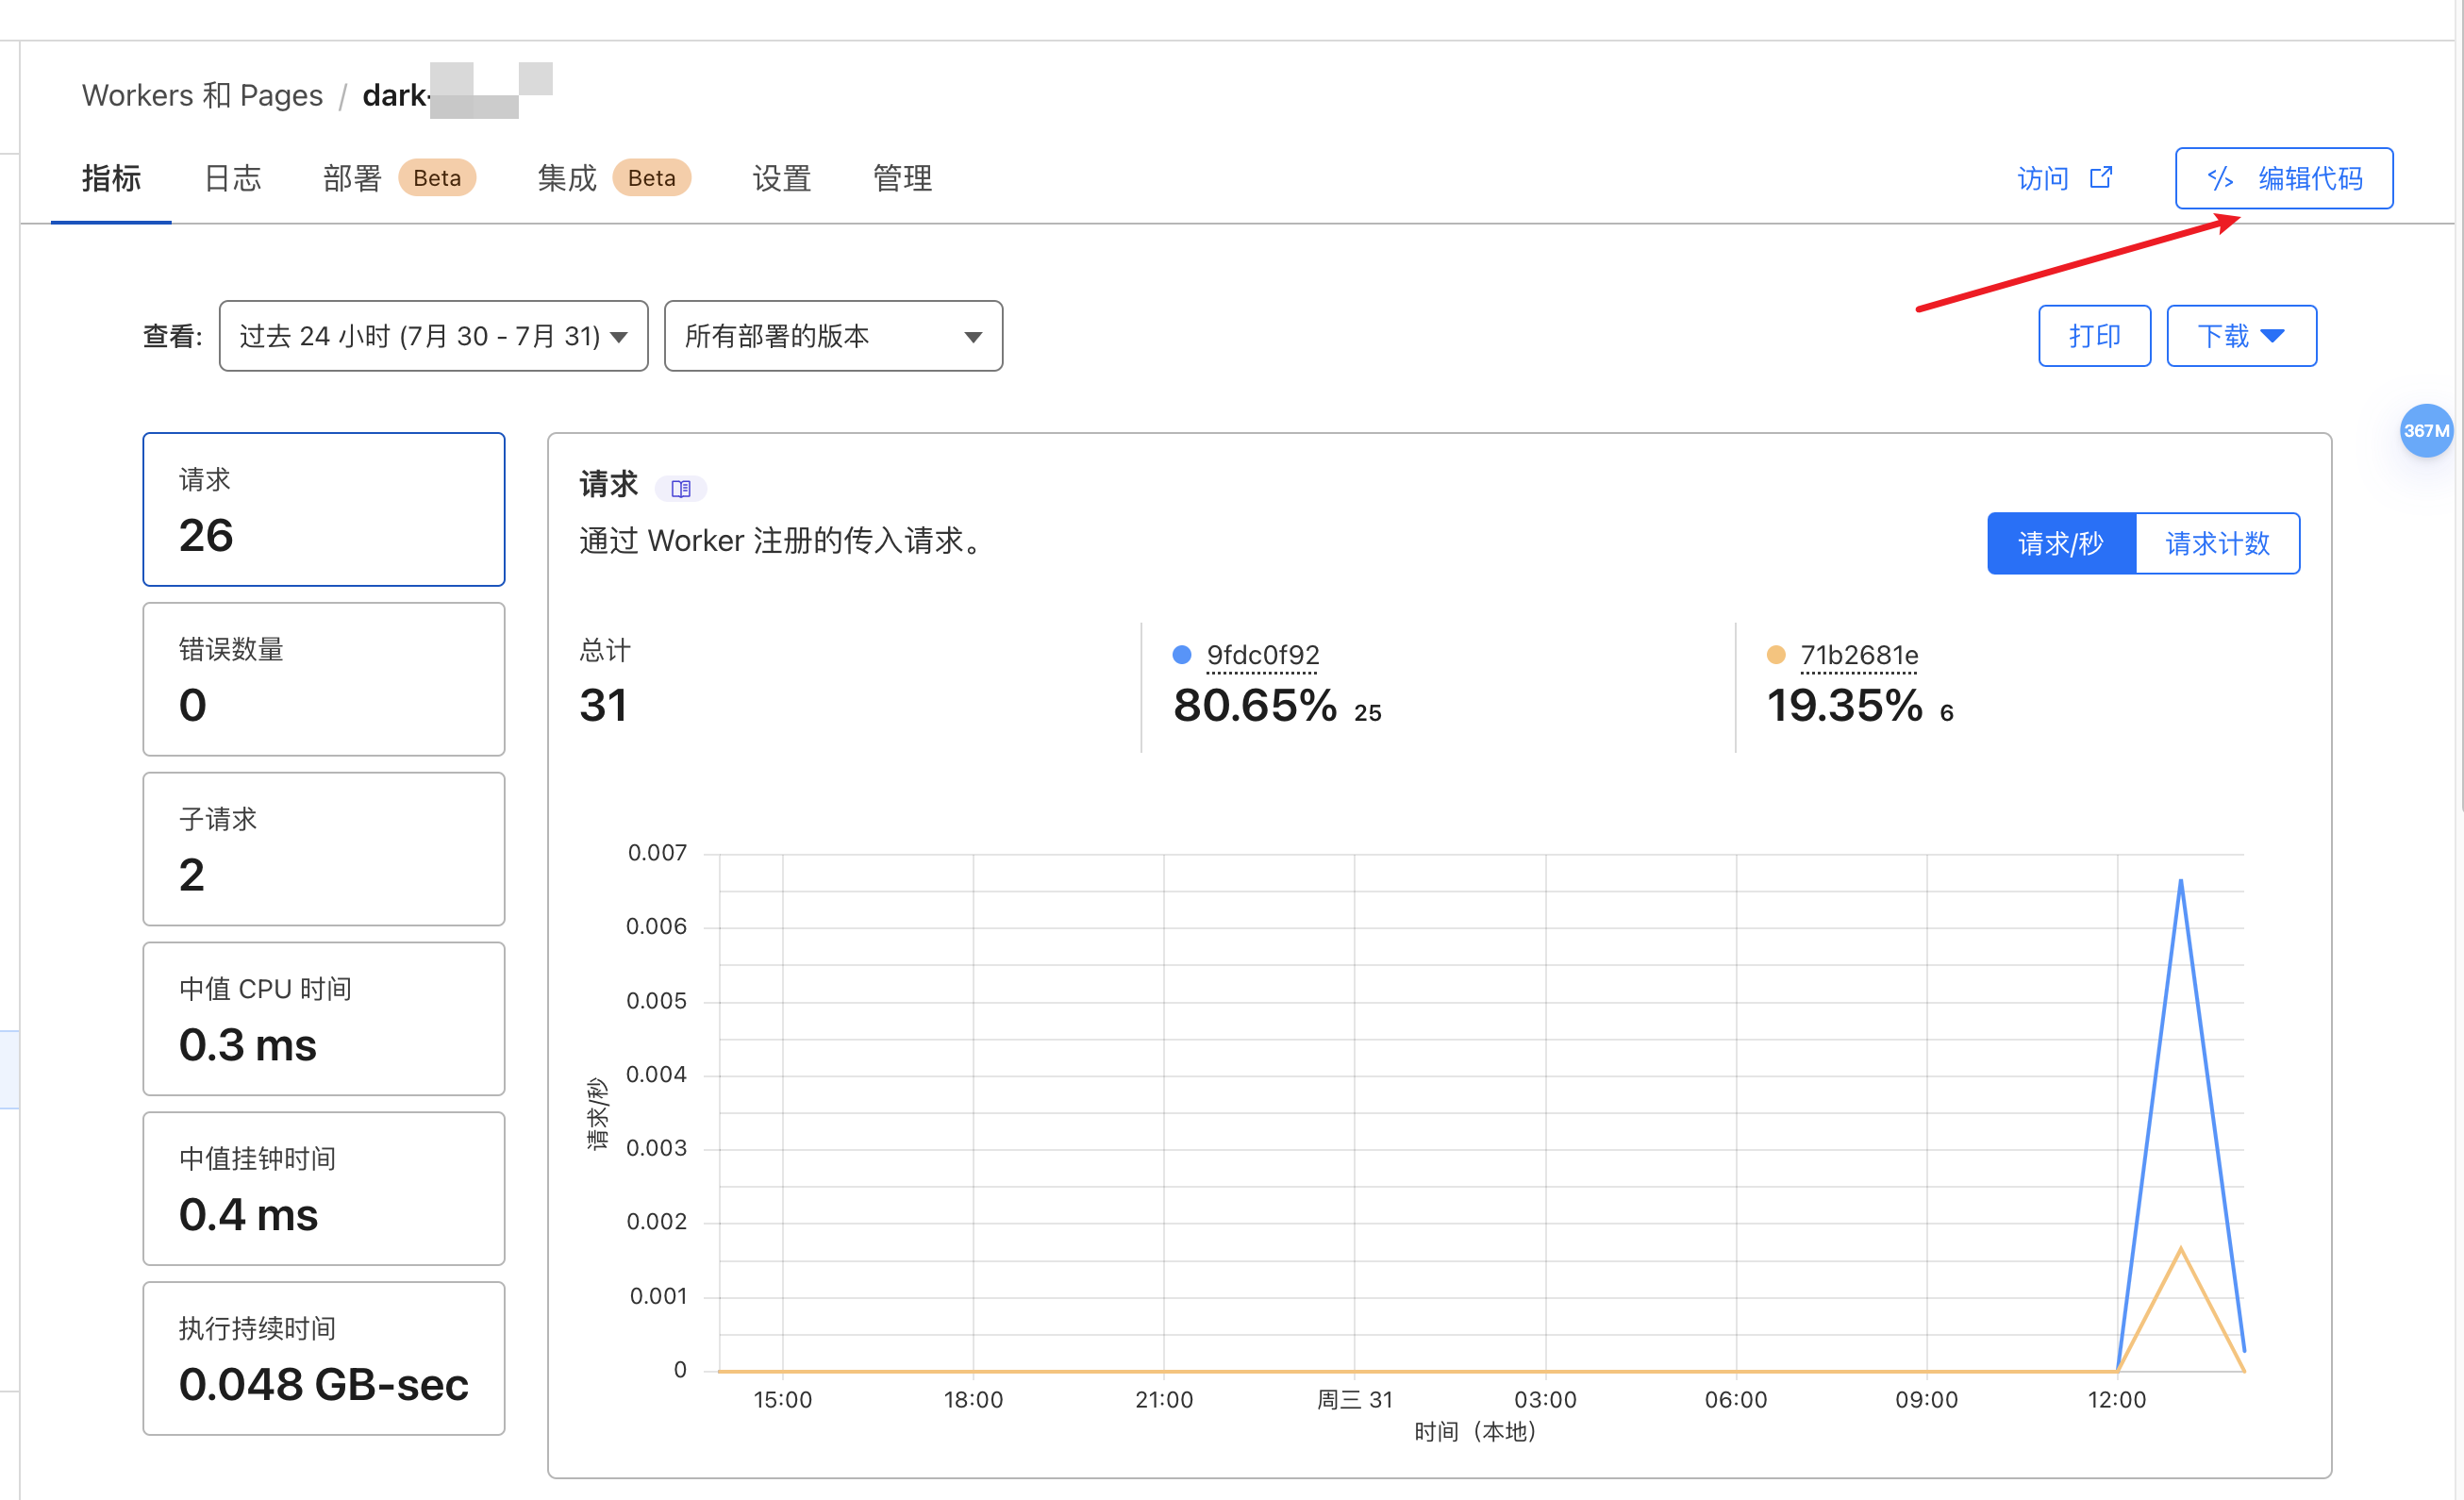 Workers 和 Pages / dark-
指标 日志 部署 Beta 集成 Beta 设置 管理 访问 </> 编辑代码
查看: 过去 24 小时 (7月 30 - 7月 31) 所有部署的版本 打印 下载
367M
请求
26
错误数量
0
子请求
2
中值 CPU 时间
0.3 ms
中值挂钟时间
0.4 ms
执行持续时间
0.048 GB-sec
请求
通过 Worker 注册的传入请求。
请求/秒 请求计数
总计
31
9fdc0f92
80.65% 25
71b2681e
19.35% 6
0.007
0.006
0.005
0.004
0.003
0.002
0.001
0
请求/秒
15:00 18:00 21:00 周三 31 03:00 06:00 09:00 12:00
时间（本地）